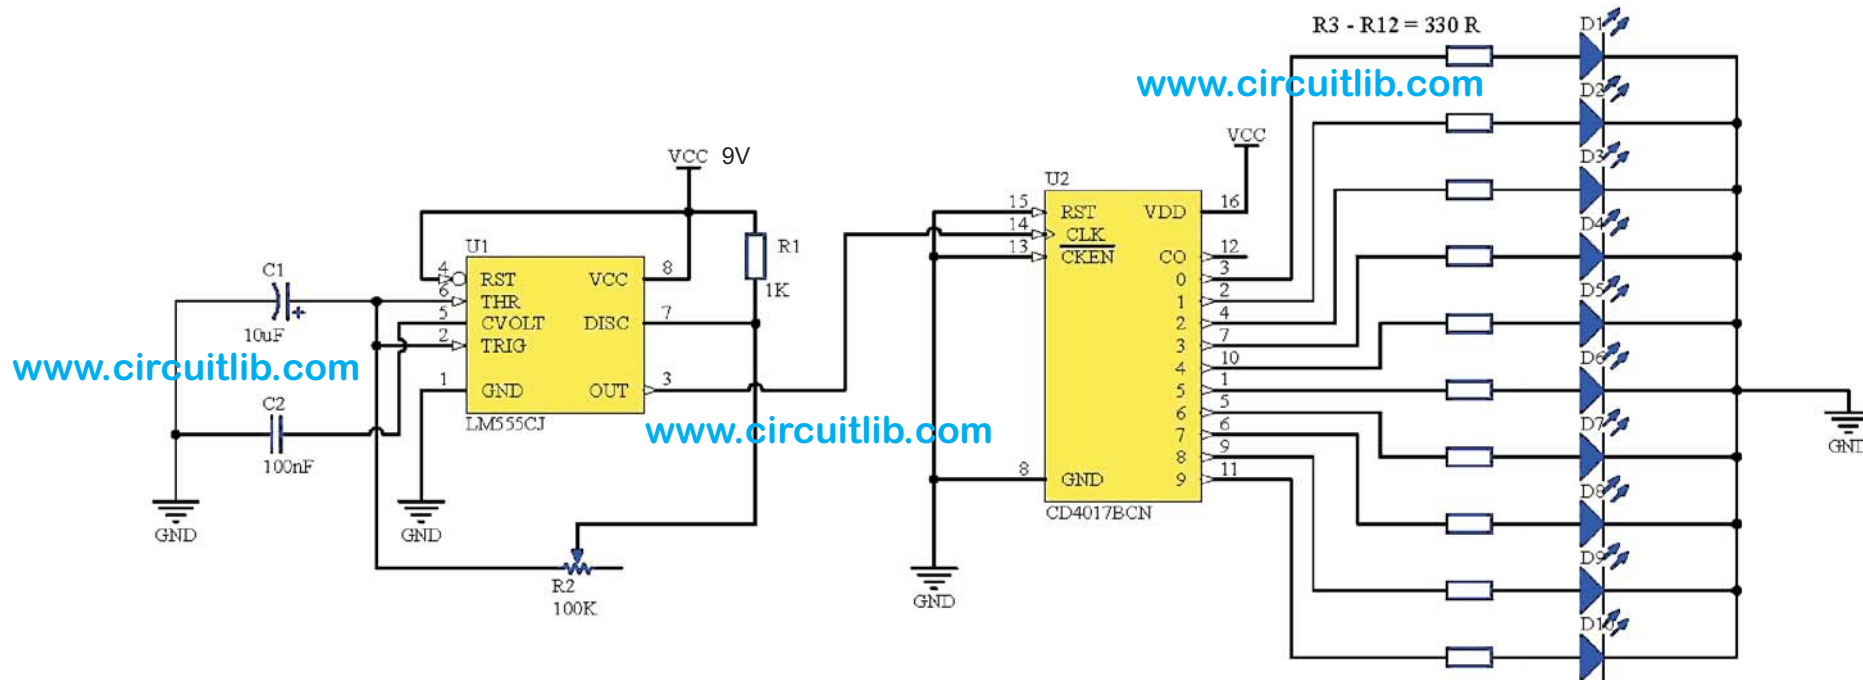 R3 - R12 = 330 R
D1
www.circuitlib.com
D2
VCC
D3
VCC 9V
U2
15 RST VDD 16
14 CLK
13 CKEN CO 12
0 3
1 2
2 4
3 7
4 10
5 1
6 5
7 6
8 9
8 GND 9 11
CD4017BCN
GND
D4
D5
D6
D7
D8
D9
D10
GND
R1
1K
U1
4 RST VCC 8
6 THR
5 CVOLT DISC 7
2 TRIG
1 GND OUT 3
LM555CJ
C1
10uF
www.circuitlib.com
C2
100nF
www.circuitlib.com
GND
GND
R2
100K